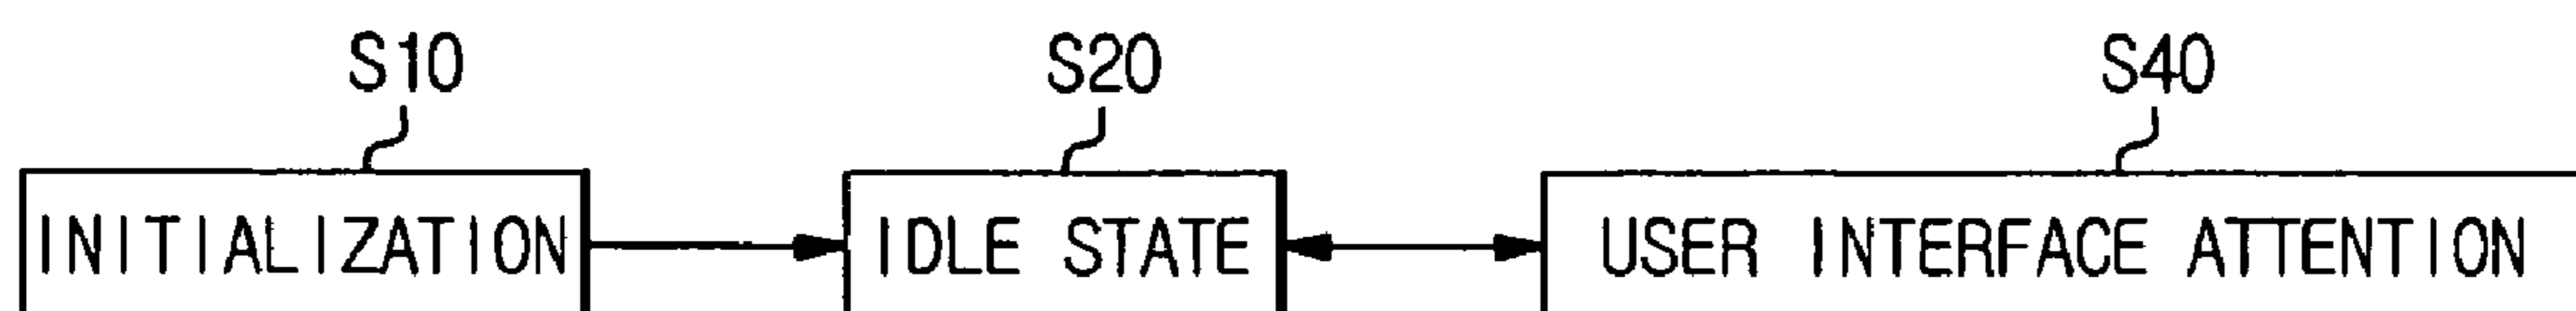 S10 S20 S40
INITIALIZATION IDLE STATE USER INTERFACE ATTENTION